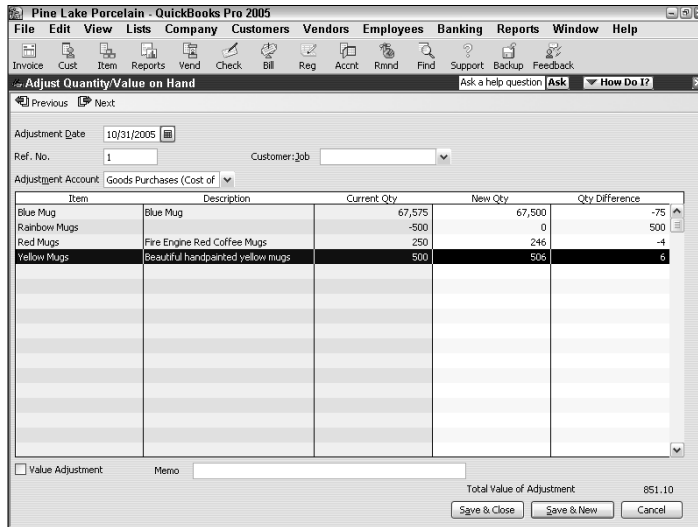 Pine Lake Porcelain - QuickBooks Pro 2005
File Edit View Lists Company Customers Vendors Employees Banking Reports Window Help
Invoice Cust Item Reports Vend Check Bill Reg Accnt Rmnd Find Support Backup Feedback
Adjust Quantity/Value on Hand Ask a help question Ask How Do I?
Previous Next
Adjustment Date 10/31/2005
Ref. No. 1 Customer:Job
Adjustment Account Goods Purchases (Cost of
Item Description Current Qty New Qty Qty Difference
Blue Mug Blue Mug 67,575 67,500 -75
Rainbow Mugs -500 0 500
Red Mugs Fire Engine Red Coffee Mugs 250 246 -4
Yellow Mugs Beautiful handpainted yellow mugs 500 506 6
Value Adjustment Memo
Total Value of Adjustment 851.10
Save & Close Save & New Cancel